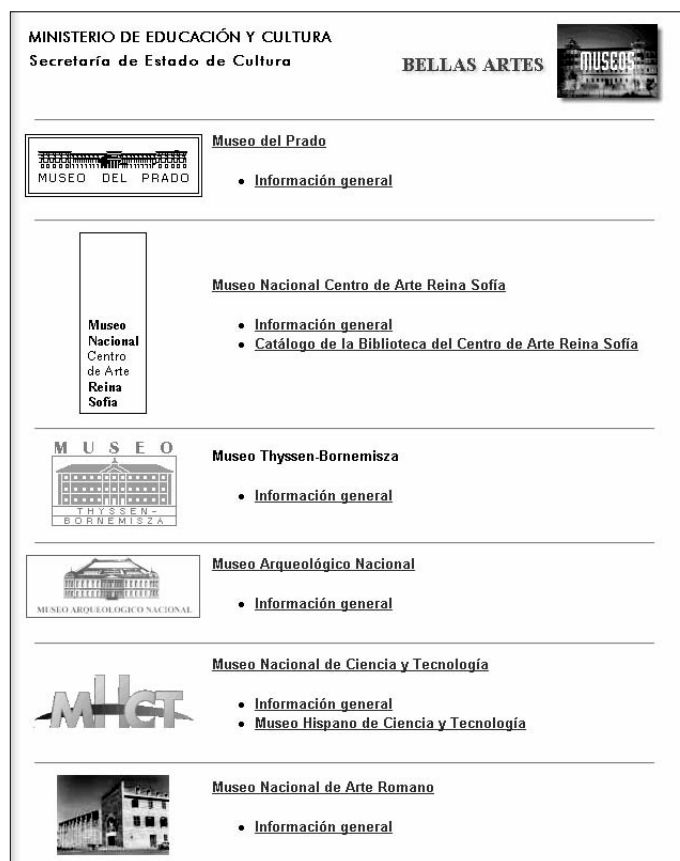 MINISTERIO DE EDUCACIÓN Y CULTURA
Secretaría de Estado de Cultura
BELLAS ARTES
MUSEOS
MUSEO DEL PRADO
Museo del Prado
Información general
Museo
Nacional
Centro
de Arte
Reina
Sofía
Museo Nacional Centro de Arte Reina Sofía
Información general
Catálogo de la Biblioteca del Centro de Arte Reina Sofía
MUSEO
THYSSEN-
BORNEMISZA
Museo Thyssen-Bornemisza
Información general
MUSEO ARQUEOLOGICO NACIONAL
Museo Arqueológico Nacional
Información general
MHCT
Museo Nacional de Ciencia y Tecnología
Información general
Museo Hispano de Ciencia y Tecnología
Museo Nacional de Arte Romano
Información general